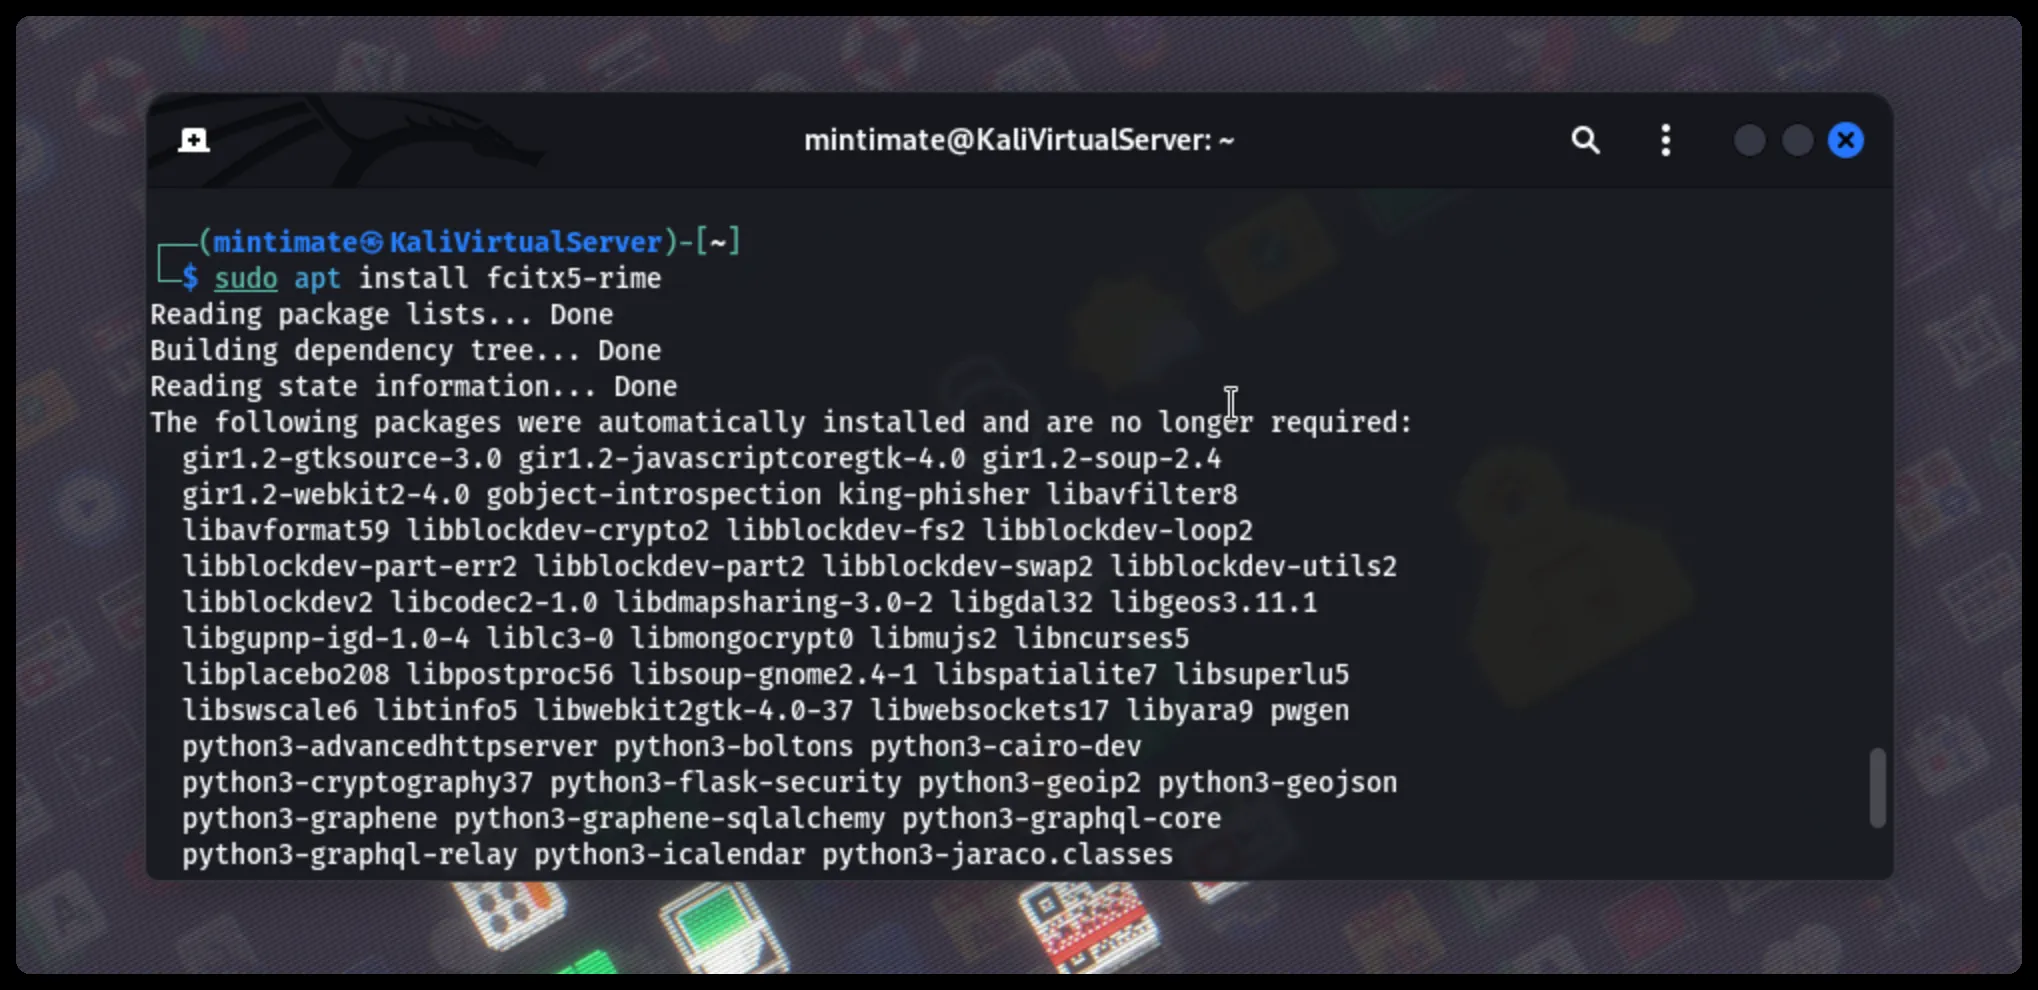 mintimate@KaliVirtualServer: ~
┌──(mintimate㉿KaliVirtualServer)-[~]
└─$ sudo apt install fcitx5-rime
Reading package lists... Done
Building dependency tree... Done
Reading state information... Done
The following packages were automatically installed and are no longer required:
  gir1.2-gtksource-3.0 gir1.2-javascriptcoregtk-4.0 gir1.2-soup-2.4
  gir1.2-webkit2-4.0 gobject-introspection king-phisher libavfilter8
  libavformat59 libblockdev-crypto2 libblockdev-fs2 libblockdev-loop2
  libblockdev-part-err2 libblockdev-part2 libblockdev-swap2 libblockdev-utils2
  libblockdev2 libcodec2-1.0 libdmapsharing-3.0-2 libgdal32 libgeos3.11.1
  libgupnp-igd-1.0-4 liblc3-0 libmongocrypt0 libmujs2 libncurses5
  libplacebo208 libpostproc56 libsoup-gnome2.4-1 libspatialite7 libsuperlu5
  libswscale6 libtinfo5 libwebkit2gtk-4.0-37 libwebsockets17 libyara9 pwgen
  python3-advancedhttpserver python3-boltons python3-cairo-dev
  python3-cryptography37 python3-flask-security python3-geoip2 python3-geojson
  python3-graphene python3-graphene-sqlalchemy python3-graphql-core
  python3-graphql-relay python3-icalendar python3-jaraco.classes